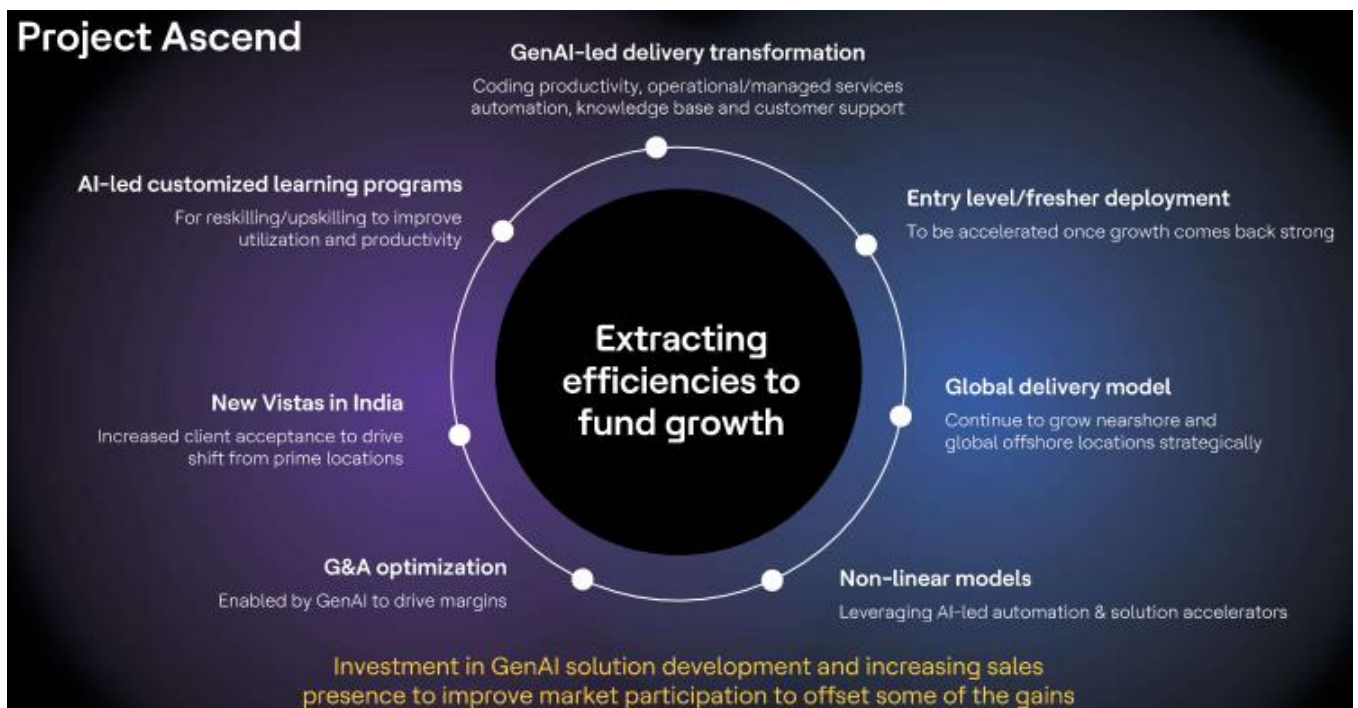 Project Ascend
GenAI-led delivery transformation
Coding productivity, operational/managed services
automation, knowledge base and customer support
AI-led customized learning programs
For reskilling/upskilling to improve
utilization and productivity
Entry level/fresher deployment
To be accelerated once growth comes back strong
Extracting
efficiencies to
fund growth
New Vistas in India
Increased client acceptance to drive
shift from prime locations
Global delivery model
Continue to grow nearshore and
global offshore locations strategically
G&A optimization
Enabled by GenAI to drive margins
Non-linear models
Leveraging AI-led automation & solution accelerators
Investment in GenAI solution development and increasing sales
presence to improve market participation to offset some of the gains